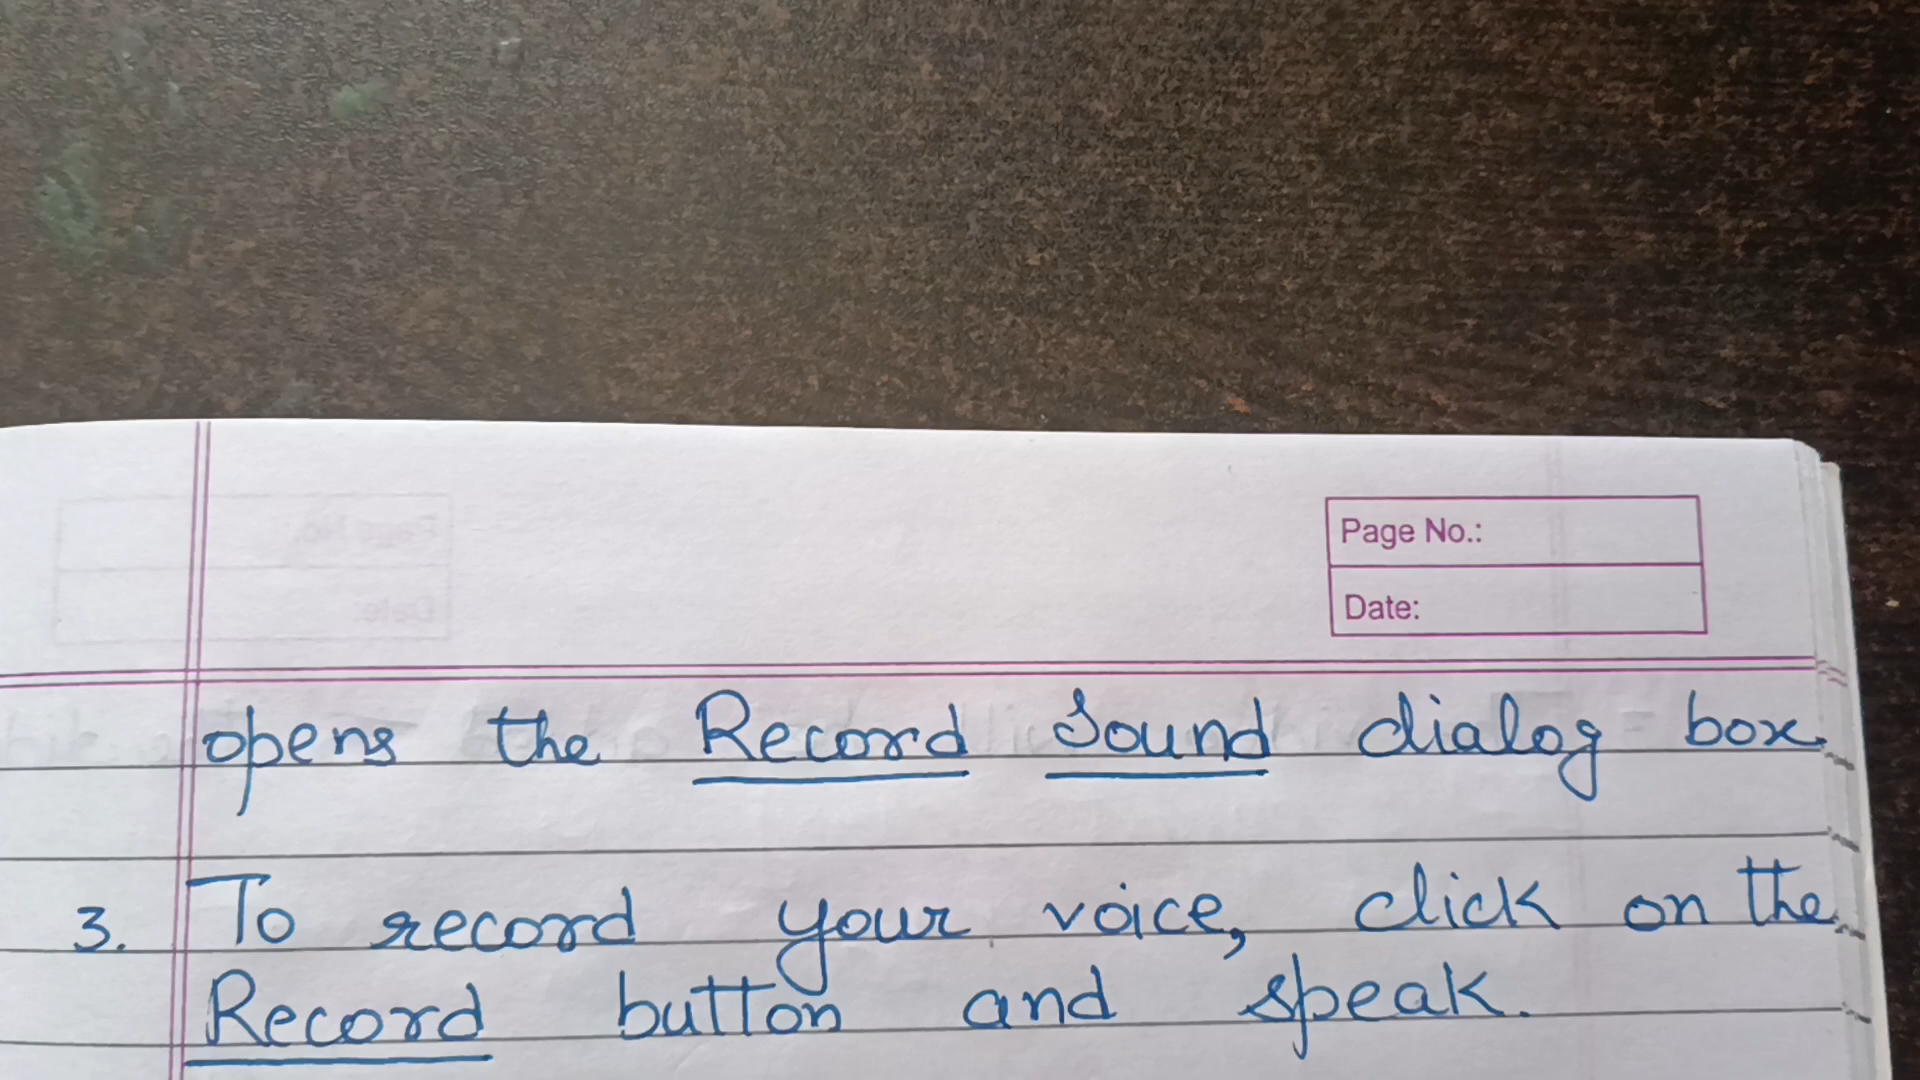 Page No.:
Date:
opens the Record Sound dialog box.
3. To record your voice, click on the
Record button and speak.